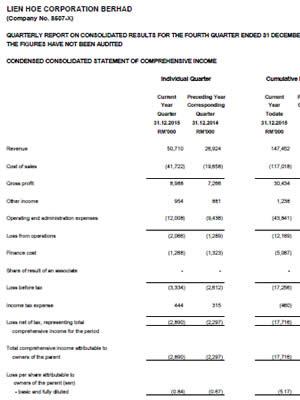 LIEN HOE CORPORATION BERHAD
(Company No. 8507-X)
QUARTERLY REPORT ON CONSOLIDATED RESULTS FOR THE FOURTH QUARTER ENDED 31 DECEMBE
THE FIGURES HAVE NOT BEEN AUDITED
CONDENSED CONSOLIDATED STATEMENT OF COMPREHENSIVE INCOME
Individual Quarter Cumulative
Current Preceding Year Current
Year Corresponding Year
Quarter Quarter Todate
31.12.2015 31.12.2014 31.12.2015
RM'000 RM'000 RM'000
Revenue 50,710 26,924 147,452
Cost of sales (41,722) (19,658) (117,018)
Gross profit 8,988 7,266 30,434
Other income 954 881 1,238
Operating and administration expenses (12,008) (9,436) (43,841)
Loss from operations (2,066) (1,289) (12,169)
Finance cost (1,268) (1,323) (5,087)
Share of result of an associate - - -
Loss before tax (3,334) (2,612) (17,256)
Income tax expense 444 315 (460)
Loss net of tax, representing total
comprehensive income for the period (2,890) (2,297) (17,716)
Total comprehensive income attributable to
owners of the parent (2,890) (2,297) (17,716)
Loss per share attributable to
owners of the parent (sen)
- basic and fully diluted (0.84) (0.67) (5.17)